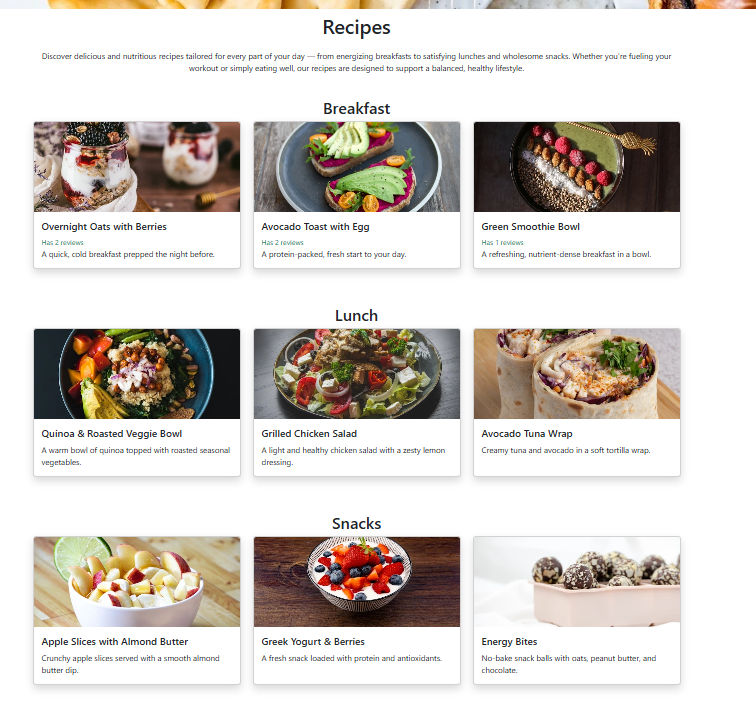 Recipes
Discover delicious and nutritious recipes tailored for every part of your day — from energizing breakfasts to satisfying lunches and wholesome snacks. Whether you're fueling your
workout or simply eating well, our recipes are designed to support a balanced, healthy lifestyle.
Breakfast
Overnight Oats with Berries
Has 2 reviews
A quick, cold breakfast prepped the night before.
Avocado Toast with Egg
Has 2 reviews
A protein-packed, fresh start to your day.
Green Smoothie Bowl
Has 1 reviews
A refreshing, nutrient-dense breakfast in a bowl.
Lunch
Quinoa & Roasted Veggie Bowl
A warm bowl of quinoa topped with roasted seasonal
vegetables.
Grilled Chicken Salad
A light and healthy chicken salad with a zesty lemon
dressing.
Avocado Tuna Wrap
Creamy tuna and avocado in a soft tortilla wrap.
Snacks
Apple Slices with Almond Butter
Crunchy apple slices served with a smooth almond
butter dip.
Greek Yogurt & Berries
A fresh snack loaded with protein and antioxidants.
Energy Bites
No-bake snack balls with oats, peanut butter, and
chocolate.